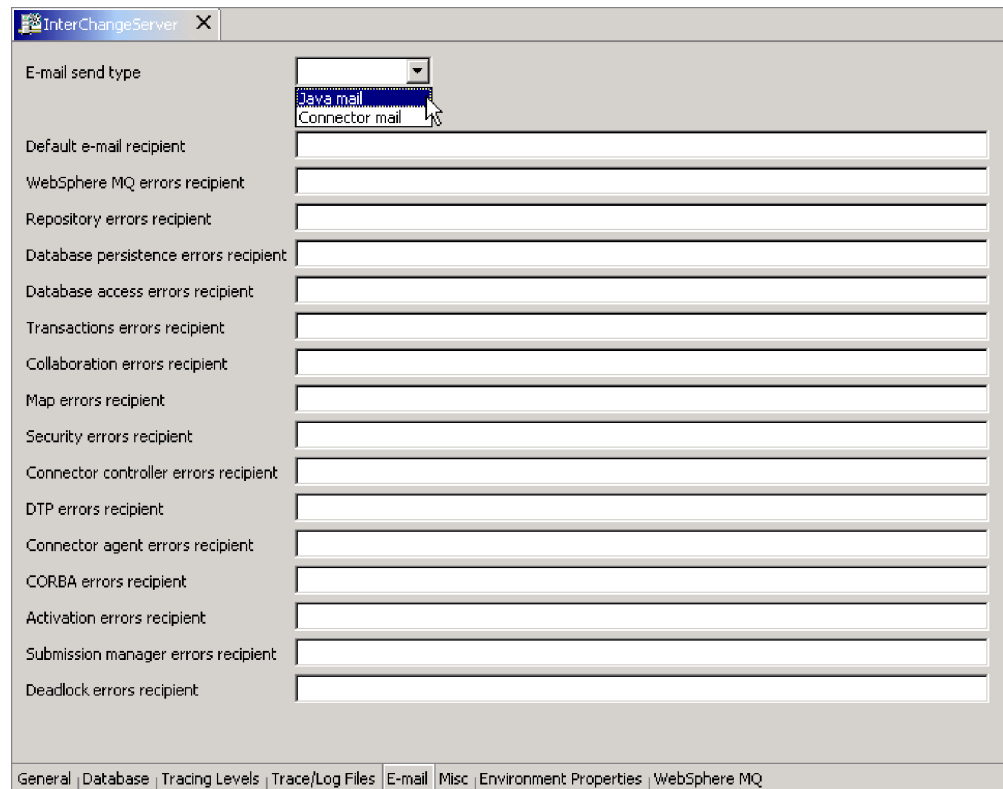 InterChangeServer X
E-mail send type
Java mail
Connector mail
Default e-mail recipient
WebSphere MQ errors recipient
Repository errors recipient
Database persistence errors recipient
Database access errors recipient
Transactions errors recipient
Collaboration errors recipient
Map errors recipient
Security errors recipient
Connector controller errors recipient
DTP errors recipient
Connector agent errors recipient
CORBA errors recipient
Activation errors recipient
Submission manager errors recipient
Deadlock errors recipient
General Database Tracing Levels Trace/Log Files E-mail Misc Environment Properties WebSphere MQ